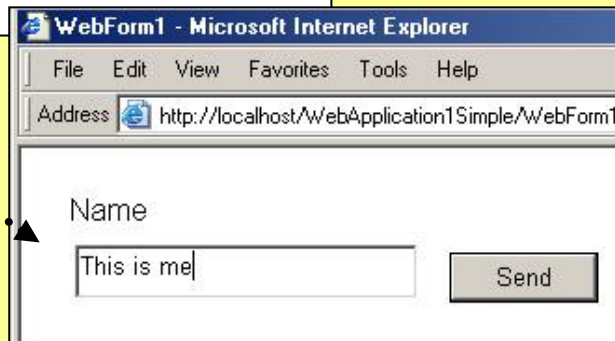 WebForm1 - Microsoft Internet Explorer
File Edit View Favorites Tools Help
Address http://localhost/WebApplication1Simple/WebForm1
Name
This is me
Send